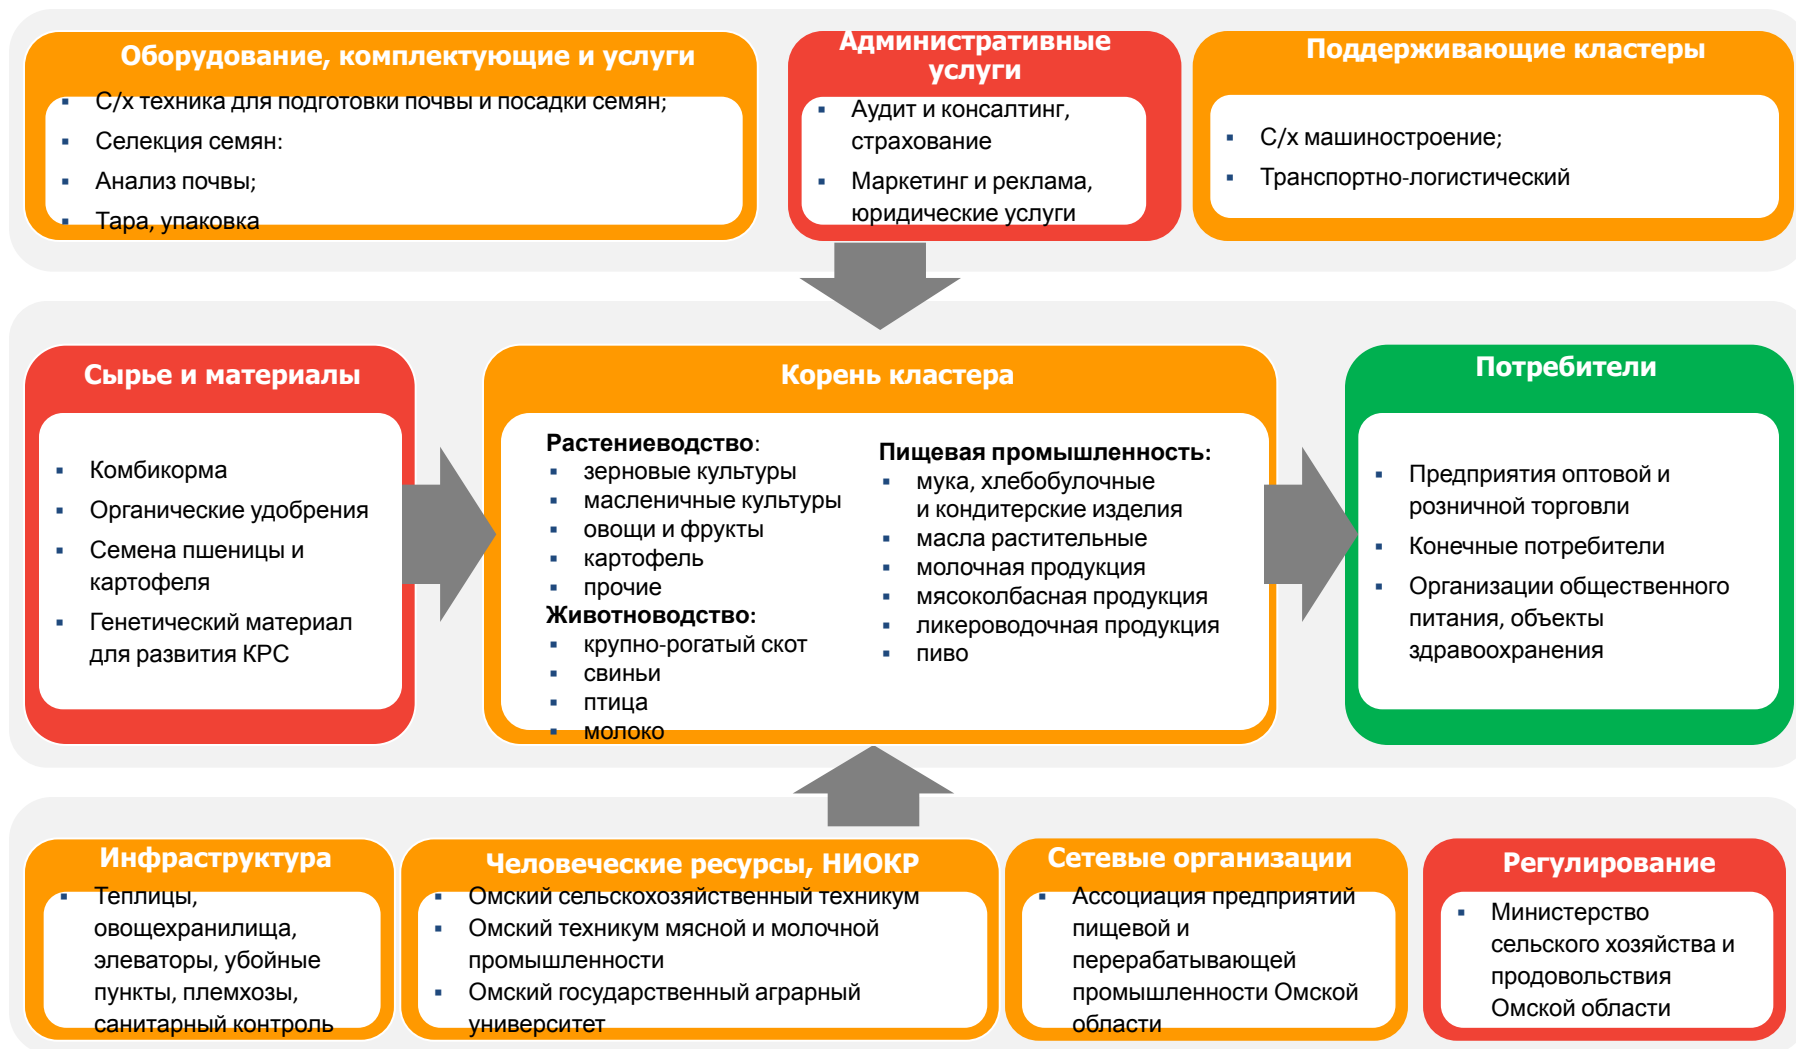 Оборудование, комплектующие и услуги
С/х техника для подготовки почвы и посадки семян;
Селекция семян:
Анализ почвы;
Тара, упаковка
Административные
услуги
Аудит и консалтинг,
страхование
Маркетинг и реклама,
юридические услуги
Поддерживающие кластеры
С/х машиностроение;
Транспортно-логистический
Сырье и материалы
Комбикорма
Органические удобрения
Семена пшеницы и
картофеля
Генетический материал
для развития КРС
Корень кластера
Растениеводство:
зерновые культуры
масленичные культуры
овощи и фрукты
картофель
прочие
Животноводство:
крупно-рогатый скот
свиньи
птица
молоко
Пищевая промышленность:
мука, хлебобулочные
и кондитерские изделия
масла растительные
молочная продукция
мясоколбасная продукция
ликероводочная продукция
пиво
Потребители
Предприятия оптовой и
розничной торговли
Конечные потребители
Организации общественного
питания, объекты
здравоохранения
Инфраструктура
Теплицы,
овощехранилища,
элеваторы, убойные
пункты, племхозы,
санитарный контроль
Человеческие ресурсы, НИОКР
Омский сельскохозяйственный техникум
Омский техникум мясной и молочной
промышленности
Омский государственный аграрный
университет
Сетевые организации
Ассоциация предприятий
пищевой и
перерабатывающей
промышленности Омской
области
Регулирование
Министерство
сельского хозяйства и
продовольствия
Омской области